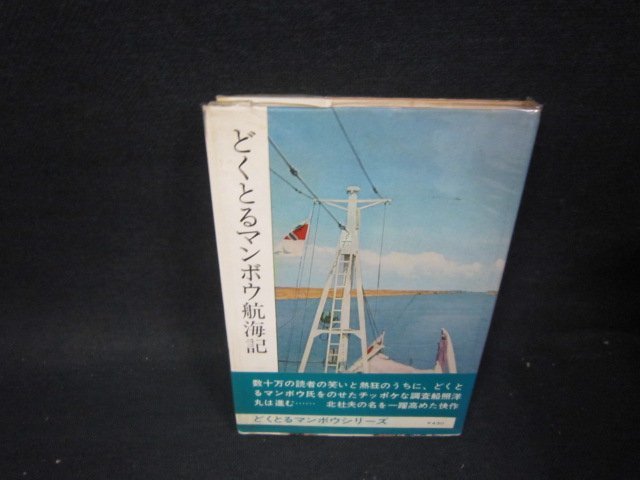 どくとるマンボウ航海記
数十万の読者の笑いと熱狂のうちに、どくと
るマンボウ氏をのせたチッポケな調査船照洋
丸は進む…… 北杜夫の名を一躍高めた快作
どくとるマンボウシリーズ